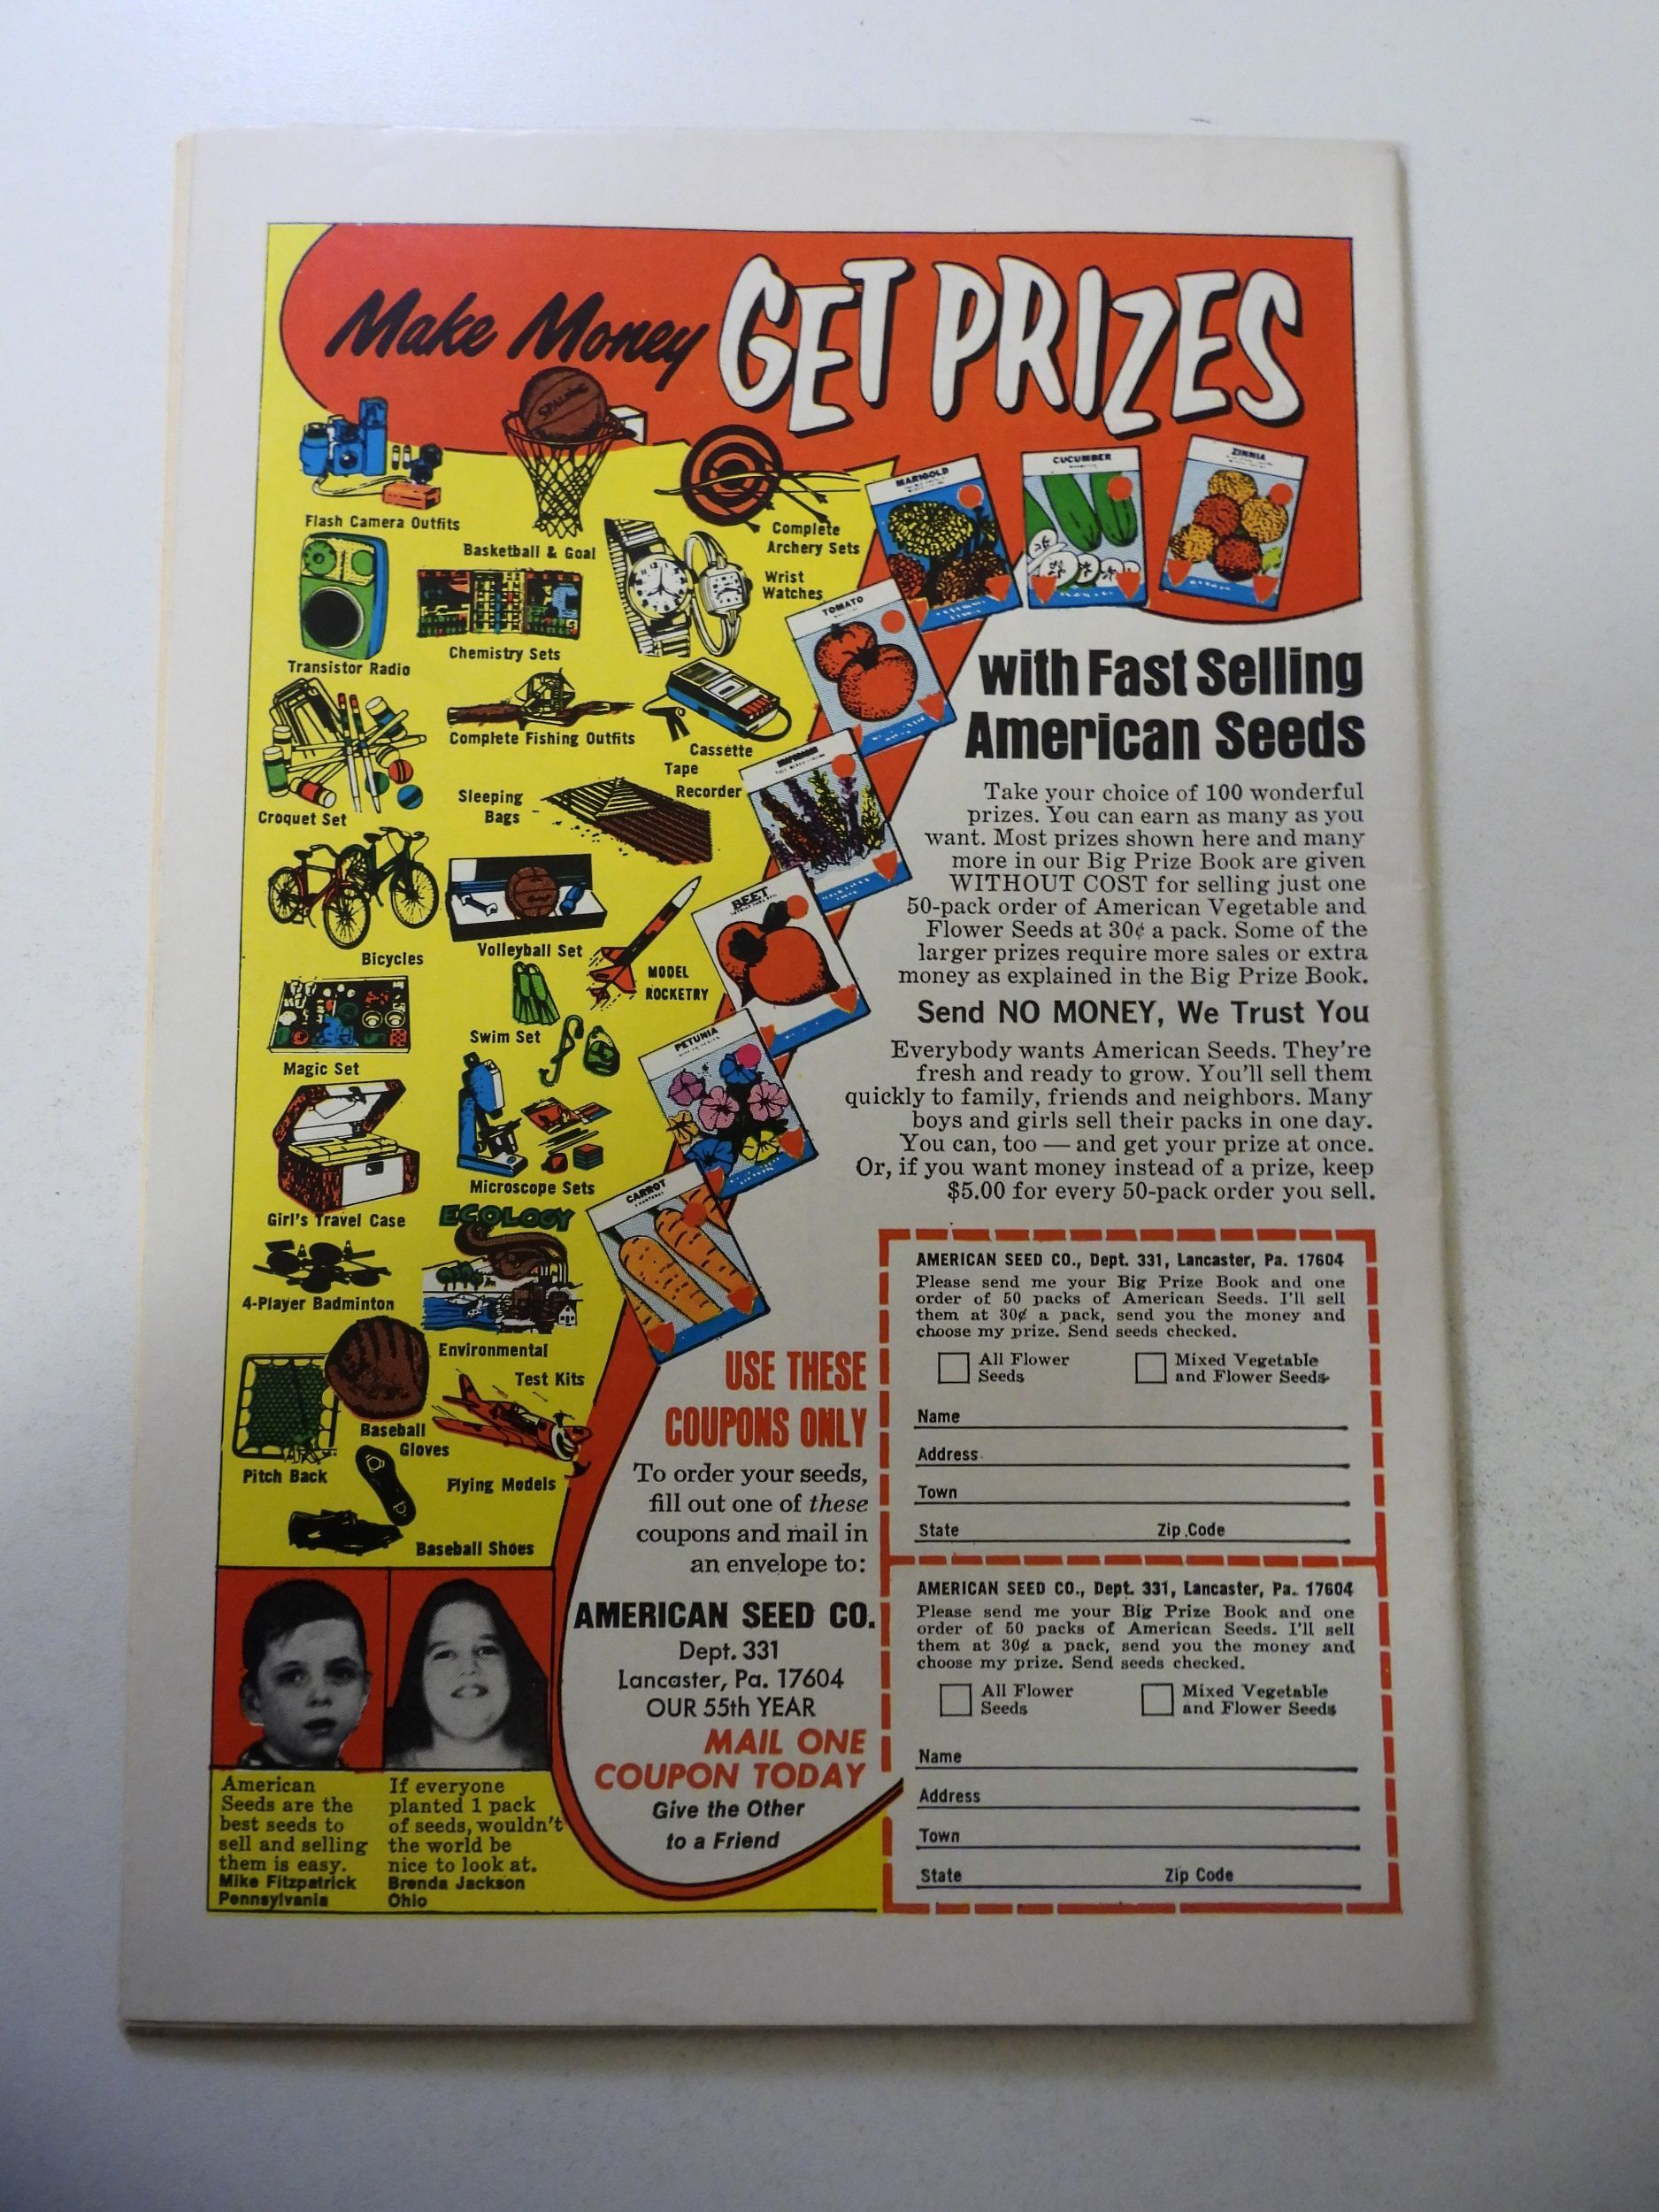 Make Money GET PRIZES
SPALDING
Flash Camera Outfits
Basketball & Goal
Complete
Archery Sets
Wrist
Watches
Transistor Radio
Chemistry Sets
Complete Fishing Outfits
Cassette
Tape
Recorder
Croquet Set
Sleeping
Bags
Bicycles
Volleyball Set
MODEL
ROCKETRY
Swim Set
Magic Set
Microscope Sets
Girl's Travel Case
ECOLOGY
4-Player Badminton
Environmental
Test Kits
Baseball
Gloves
Pitch Back
Flying Models
Baseball Shoes
MARIGOLD
CUCUMBER
ZINNIA
TOMATO
BEET
PETUNIA
CARROT
with Fast Selling
American Seeds
Take your choice of 100 wonderful
prizes. You can earn as many as you
want. Most prizes shown here and many
more in our Big Prize Book are given
WITHOUT COST for selling just one
50-pack order of American Vegetable and
Flower Seeds at 30¢ a pack. Some of the
larger prizes require more sales or extra
money as explained in the Big Prize Book.
Send NO MONEY, We Trust You
Everybody wants American Seeds. They're
fresh and ready to grow. You'll sell them
quickly to family, friends and neighbors. Many
boys and girls sell their packs in one day.
You can, too — and get your prize at once.
Or, if you want money instead of a prize, keep
$5.00 for every 50-pack order you sell.
USE THESE
COUPONS ONLY
To order your seeds,
fill out one of these
coupons and mail in
an envelope to:
AMERICAN SEED CO.
Dept. 331
Lancaster, Pa. 17604
OUR 55th YEAR
MAIL ONE
COUPON TODAY
Give the Other
to a Friend
AMERICAN SEED CO., Dept. 331, Lancaster, Pa. 17604
Please send me your Big Prize Book and one
order of 50 packs of American Seeds. I'll sell
them at 30¢ a pack, send you the money and
choose my prize. Send seeds checked.
All Flower
Seeds
Mixed Vegetable
and Flower Seeds
Name
Address
Town
State Zip Code
AMERICAN SEED CO., Dept. 331, Lancaster, Pa. 17604
Please send me your Big Prize Book and one
order of 50 packs of American Seeds. I'll sell
them at 30¢ a pack, send you the money and
choose my prize. Send seeds checked.
All Flower
Seeds
Mixed Vegetable
and Flower Seeds
Name
Address
Town
State Zip Code
American
Seeds are the
best seeds to
sell and selling
them is easy.
Mike Fitzpatrick
Pennsylvania
If everyone
planted 1 pack
of seeds, wouldn't
the world be
nice to look at.
Brenda Jackson
Ohio